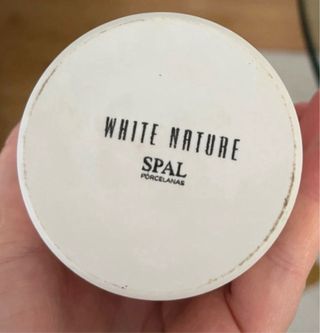 WHITE NATURE
SPAL
PORCELANAS